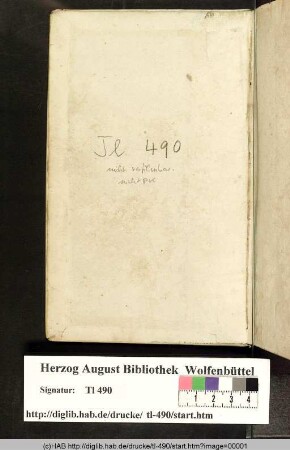 Tl 490
Herzog August Bibliothek Wolfenbüttel
Signatur: Tl 490
1 2 3 4
http://diglib.hab.de/drucke/ tl-490/start.htm
(c) IAB http://diglib.hab.de/drucke/tl-490/start.htm?image=00001